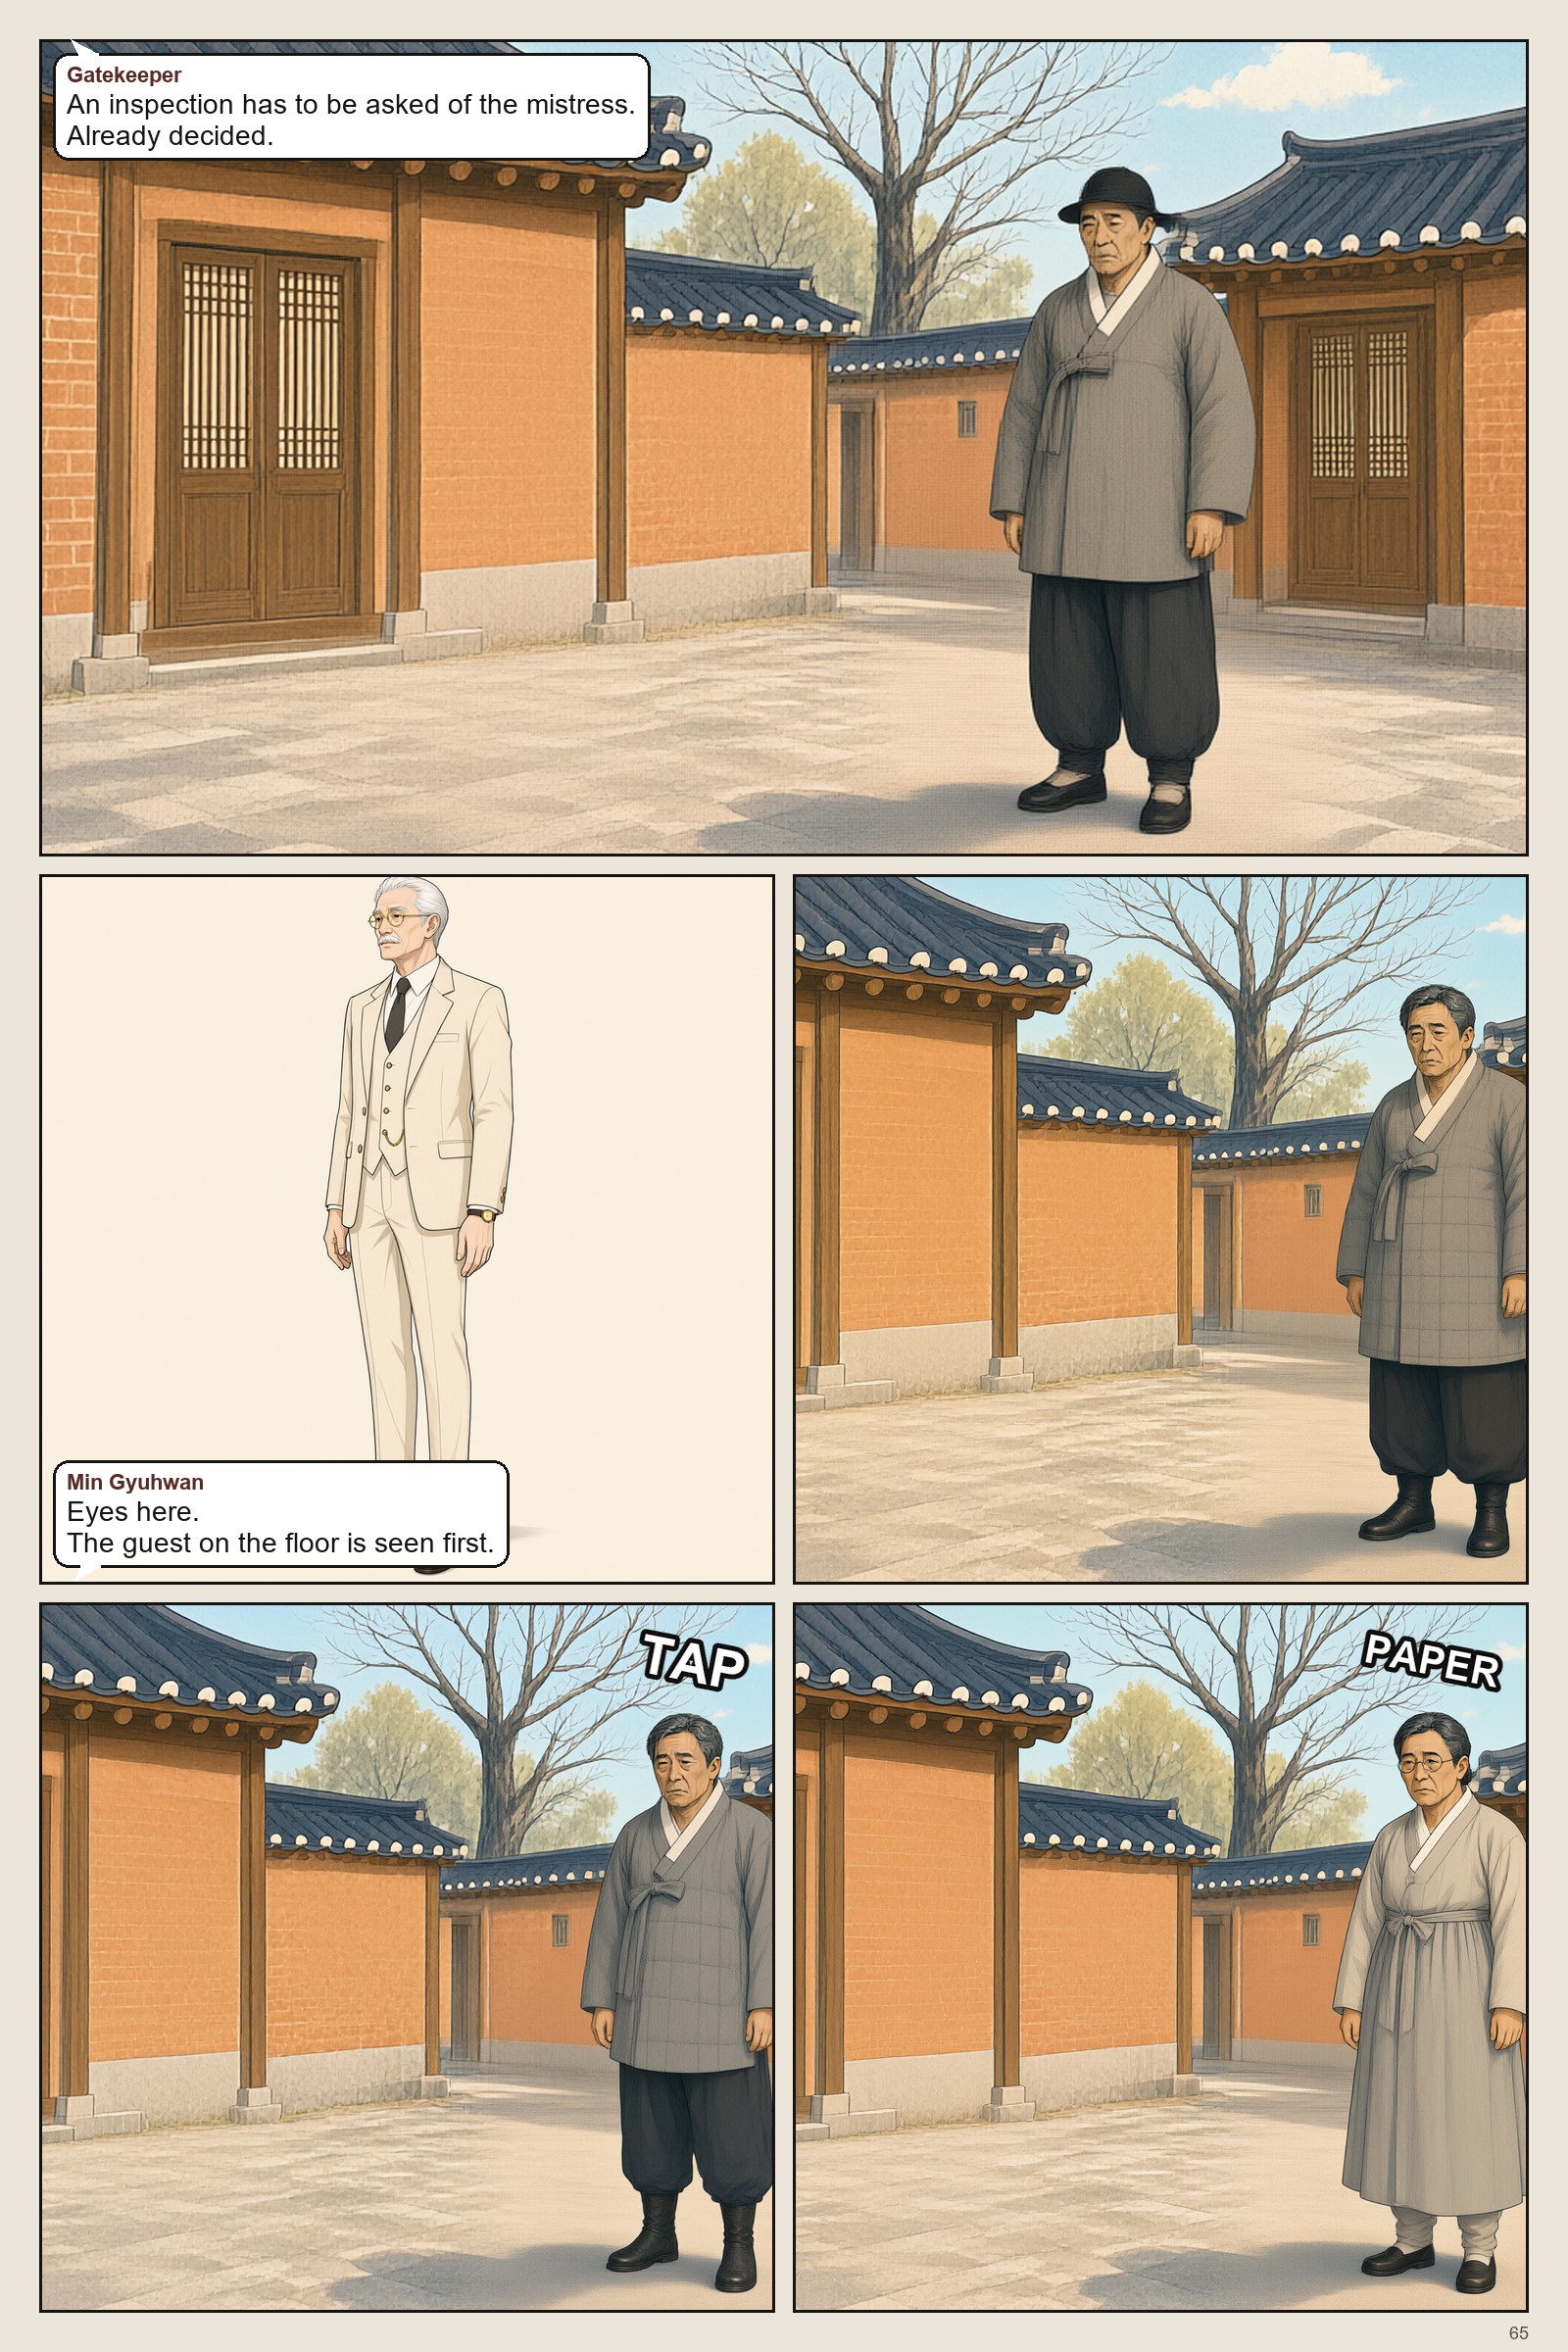 Gatekeeper
An inspection has to be asked of the mistress.
Already decided.
Min Gyuhwan
Eyes here.
The guest on the floor is seen first.
TAP
PAPER
65